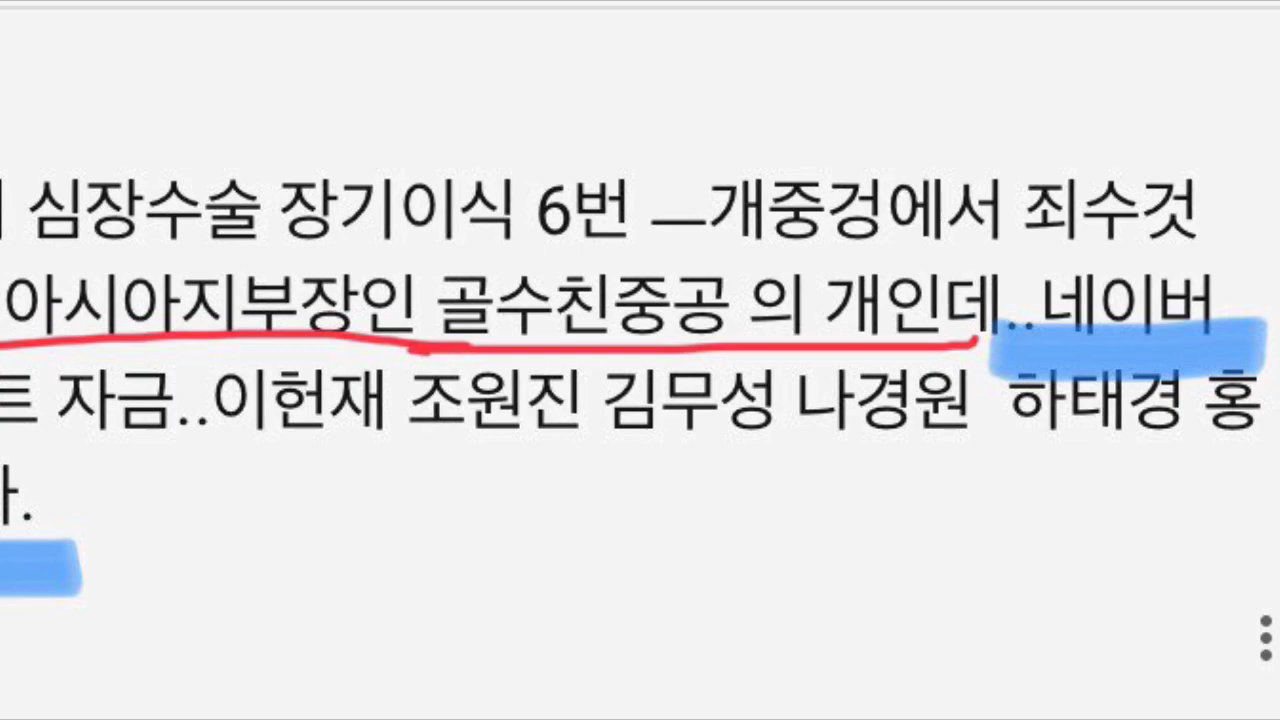 심장수술 장기이식 6번 —개중겅에서 죄수것
아시아지부장인 골수친중공 의 개인데..네이버
트 자금..이헌재 조원진 김무성 나경원 하태경 홍